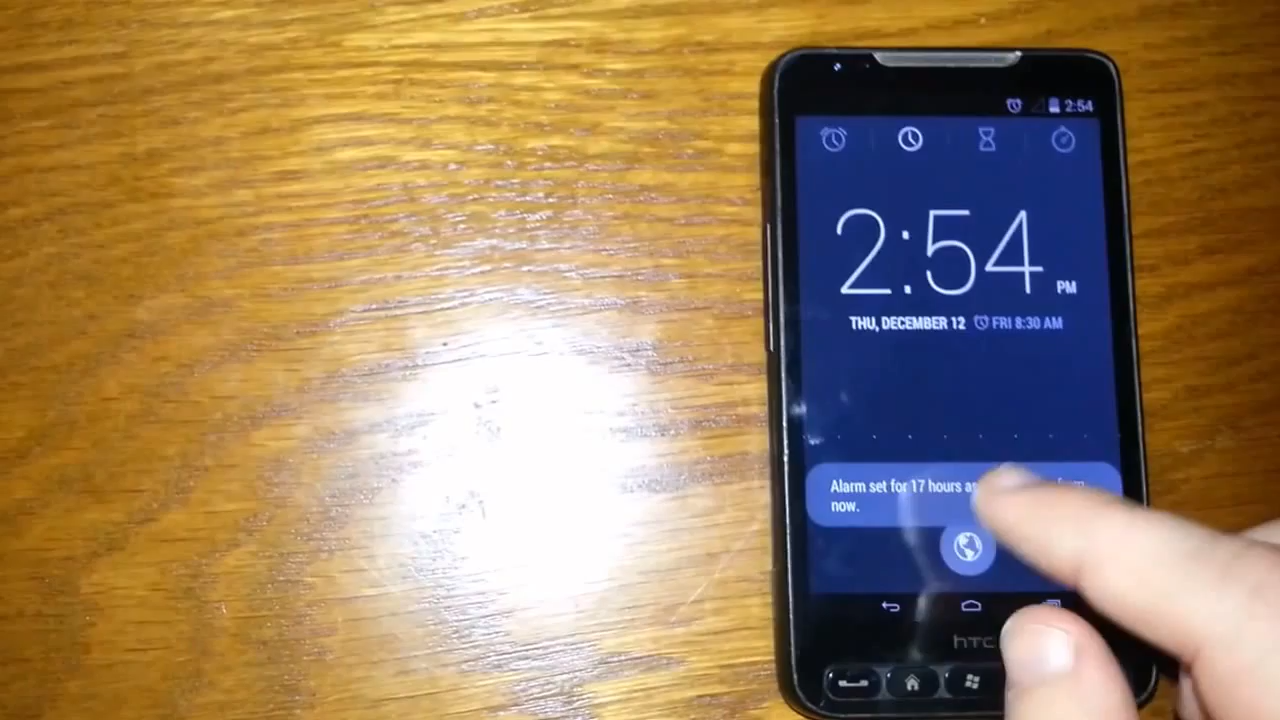 2:54
2:54 PM
THU, DECEMBER 12 FRI 8:30 AM
Alarm set for 17 hours
now.
htc